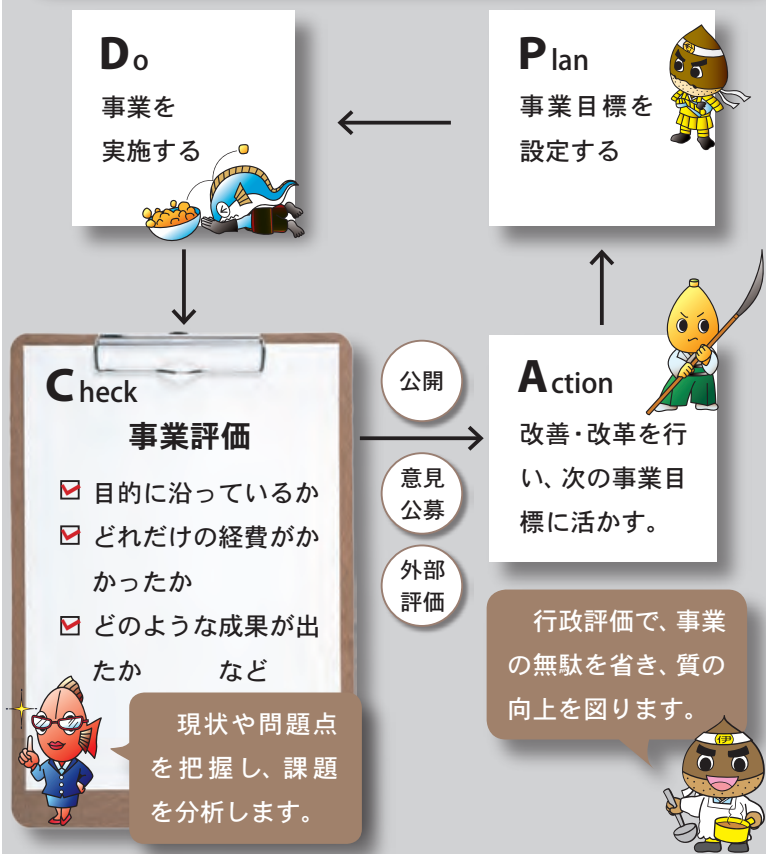 Do
事業を
実施する
Plan
事業目標を
設定する
伊
Check
事業評価
目的に沿っているか
どれだけの経費がか
かったか
どのような成果が出
たか　など
現状や問題点
を把握し、課題
を分析します。
公開
意見
公募
外部
評価
Action
改善・改革を行
い、次の事業目
標に活かす。
行政評価で、事業
の無駄を省き、質の
向上を図ります。
伊